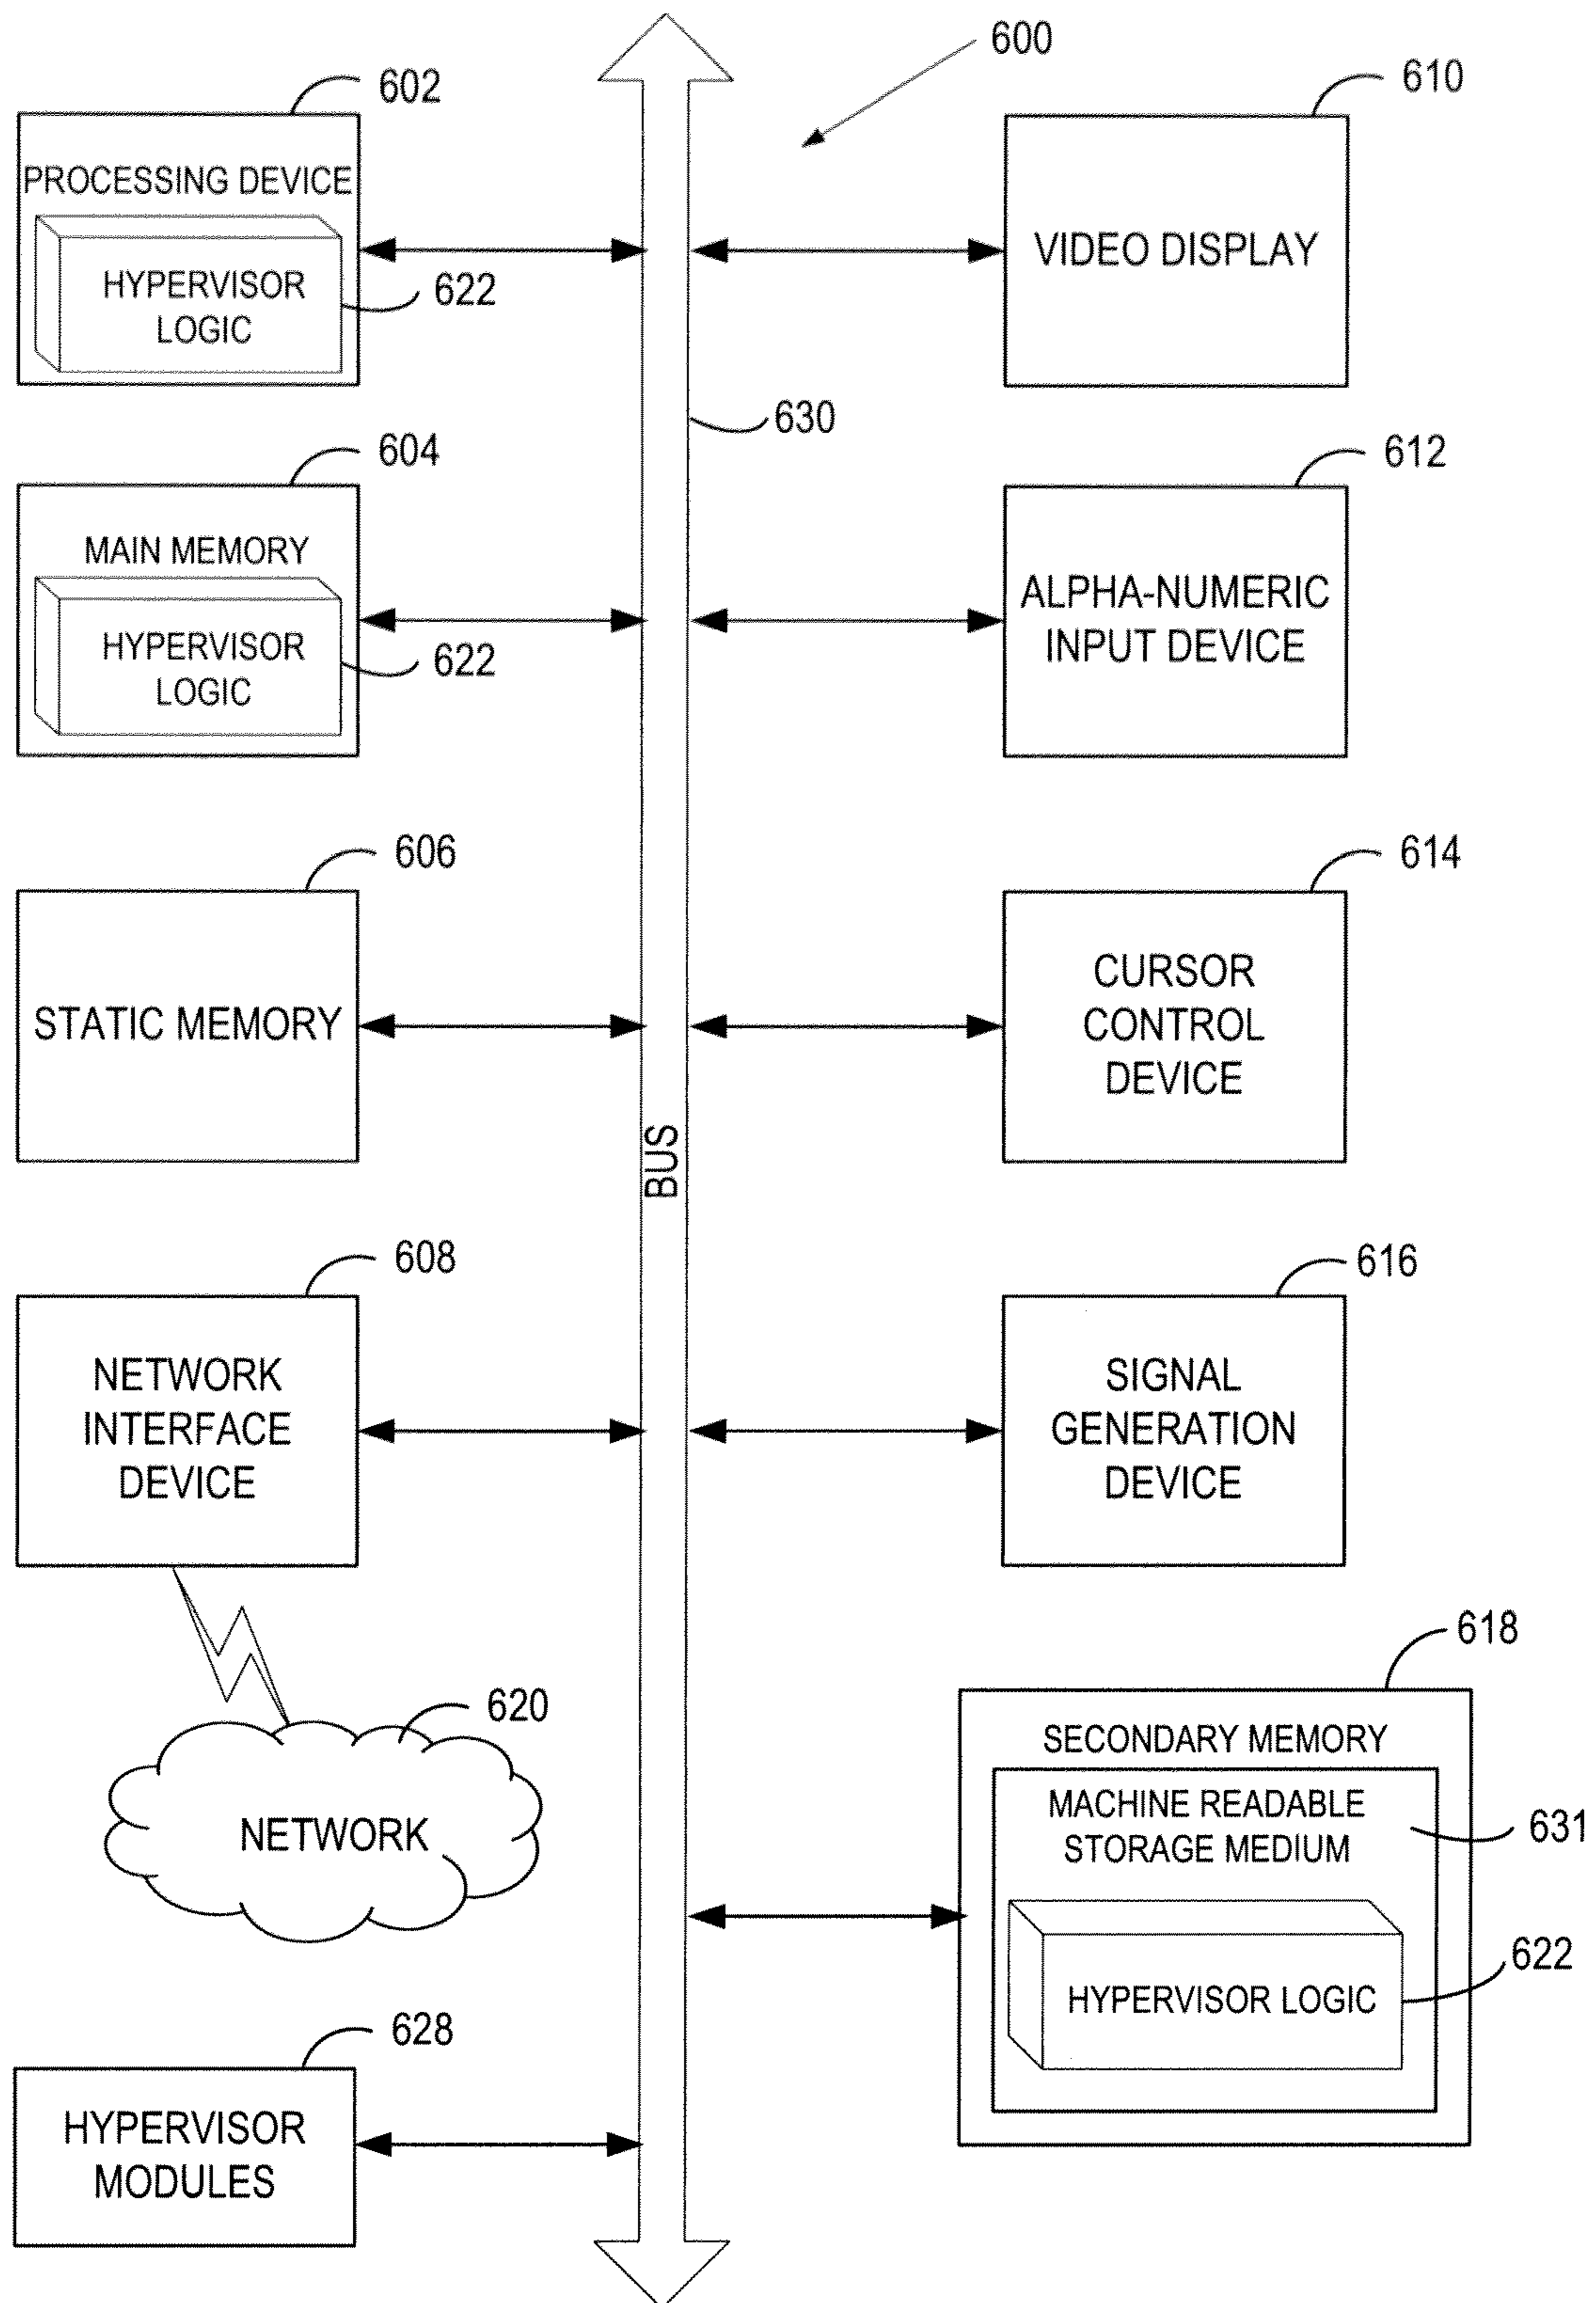 600
602
PROCESSING DEVICE
HYPERVISOR
LOGIC
622
610
VIDEO DISPLAY
630
604
MAIN MEMORY
HYPERVISOR
LOGIC
622
612
ALPHA-NUMERIC
INPUT DEVICE
606
STATIC MEMORY
614
CURSOR
CONTROL
DEVICE
BUS
608
NETWORK
INTERFACE
DEVICE
616
SIGNAL
GENERATION
DEVICE
620
NETWORK
618
SECONDARY MEMORY
MACHINE READABLE
STORAGE MEDIUM
631
HYPERVISOR LOGIC
622
628
HYPERVISOR
MODULES